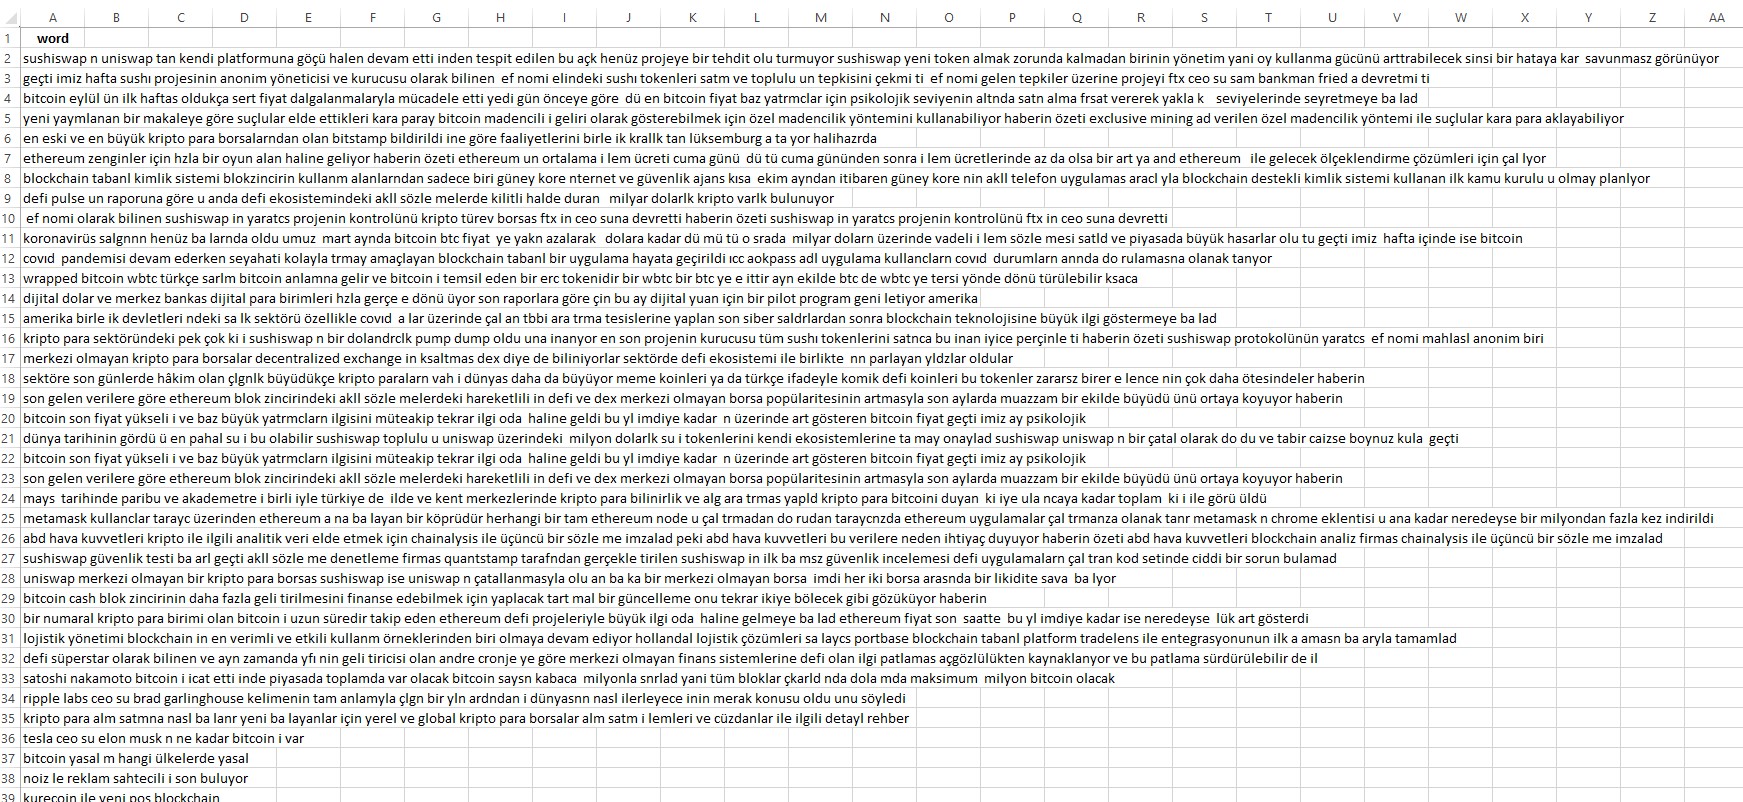 A B C D E F G H I J K L M N O P Q R S T U V W X Y Z AA
1 word
2 sushiswap n uniswap tan kendi platformuna göçü halen devam etti inden tespit edilen bu açk henüz projeye bir tehdit olu turmuyor sushiswap yeni token almak zorunda kalmadan birinin yönetim yani oy kullanma gücünü arttrabilecek sinsi bir hataya kar savunmasz görünüyor
3 geçti imiz hafta sushı projesinin anonim yöneticisi ve kurucusu olarak bilinen ef nomi elindeki sushı tokenleri satm ve toplulu un tepkisini çekmi ti ef nomi gelen tepkiler üzerine projeyi ftx ceo su sam bankman fried a devretmi ti
4 bitcoin eylül ün ilk haftas oldukça sert fiyat dalgalanmalaryla mücadele etti yedi gün önceye göre dü en bitcoin fiyat baz yatrmclar için psikolojik seviyenin altnda satn alma frsat vererek yakla k seviyelerinde seyretmeye ba lad
5 yeni yaymlanan bir makaleye göre suçlular elde ettikleri kara paray bitcoin madencili i geliri olarak gösterebilmek için özel madencilik yöntemini kullanabiliyor haberin özeti exclusive mining ad verilen özel madencilik yöntemi ile suçlular kara para aklayabiliyor
6 en eski ve en büyük kripto para borsalarndan olan bitstamp bildirildi ine göre faaliyetlerini birle ik krallk tan lüksemburg a ta yor halihazrda
7 ethereum zenginler için hzla bir oyun alan haline geliyor haberin özeti ethereum un ortalama i lem ücreti cuma günü dü tü cuma gününden sonra i lem ücretlerinde az da olsa bir art ya and ethereum ile gelecek ölçeklendirme çözümleri için çal lyor
8 blockchain tabanl kimlik sistemi blokzincirin kullanm alanlarndan sadece biri güney kore nternet ve güvenlik ajans kısa ekim ayndan itibaren güney kore nin akll telefon uygulamas aracl yla blockchain destekli kimlik sistemi kullanan ilk kamu kurulu u olmay planlyor
9 defi pulse un raporuna göre u anda defi ekosistemindeki akll sözle melerde kilitli halde duran milyar dolarlk kripto varlk bulunuyor
10 ef nomi olarak bilinen sushiswap in yaratcs projenin kontrolünü kripto türev borsas ftx in ceo suna devretti haberin özeti sushiswap in yaratcs projenin kontrolünü ftx in ceo suna devretti
11 koronavirüs salgnnn henüz ba larnda oldu umuz mart aynda bitcoin btc fiyat ye yakn azalarak dolara kadar dü mü tü o srada milyar dolarn üzerinde vadeli i lem sözle mesi satld ve piyasada büyük hasarlar olu tu geçti imiz hafta içinde ise bitcoin
12 covıd pandemisi devam ederken seyahati kolayla trmay amaçlayan blockchain tabanl bir uygulama hayata geçirildi ıcc aokpass adl uygulama kullanclarn covıd durumlarn annda do rulamasna olanak tanyor
13 wrapped bitcoin wbtc türkçe sarlm bitcoin anlamna gelir ve bitcoin i temsil eden bir erc tokenidir bir wbtc bir btc ye e ittir ayn ekilde btc de wbtc ye tersi yönde dönü türülebilir ksaca
14 dijital dolar ve merkez bankas dijital para birimleri hzla gerçe e dönü üyor son raporlara göre çin bu ay dijital yuan için bir pilot program geni letiyor amerika
15 amerika birle ik devletleri ndeki sa lk sektörü özellikle covıd a lar üzerinde çal an tbbi ara trma tesislerine yaplan son siber saldrlardan sonra blockchain teknolojisine büyük ilgi göstermeye ba lad
16 kripto para sektöründeki pek çok ki i sushiswap n bir dolandrclk pump dump oldu una inanyor en son projenin kurucusu tüm sushı tokenlerini satnca bu inan iyice perçinle ti haberin özeti sushiswap protokolünün yaratcs ef nomi mahlasl anonim biri
17 merkezi olmayan kripto para borsalar decentralized exchange in ksaltmas dex diye de biliniyorlar sektörde defi ekosistemi ile birlikte nn parlayan yldzlar oldular
18 sektöre son günlerde hâkim olan çlgnlk büyüdükçe kripto paralarn vah i dünyas daha da büyüyor meme koinleri ya da türkçe ifadeyle komik defi koinleri bu tokenler zararsz birer e lence nin çok daha ötesindeler haberin
19 son gelen verilere göre ethereum blok zincirindeki akll sözle melerdeki hareketlili in defi ve dex merkezi olmayan borsa popülaritesinin artmasyla son aylarda muazzam bir ekilde büyüdü ünü ortaya koyuyor haberin
20 bitcoin son fiyat yükseli i ve baz büyük yatrmclarn ilgisini müteakip tekrar ilgi oda haline geldi bu yl imdiye kadar n üzerinde art gösteren bitcoin fiyat geçti imiz ay psikolojik
21 dünya tarihinin gördü ü en pahal su i bu olabilir sushiswap toplulu u uniswap üzerindeki milyon dolarlk su i tokenlerini kendi ekosistemlerine ta may onaylad sushiswap uniswap n bir çatal olarak do du ve tabir caizse boynuz kula geçti
22 bitcoin son fiyat yükseli i ve baz büyük yatrmclarn ilgisini müteakip tekrar ilgi oda haline geldi bu yl imdiye kadar n üzerinde art gösteren bitcoin fiyat geçti imiz ay psikolojik
23 son gelen verilere göre ethereum blok zincirindeki akll sözle melerdeki hareketlili in defi ve dex merkezi olmayan borsa popülaritesinin artmasyla son aylarda muazzam bir ekilde büyüdü ünü ortaya koyuyor haberin
24 mays tarihinde paribu ve akademetre i birli iyle türkiye de ilde ve kent merkezlerinde kripto para bilinirlik ve alg ara trmas yapld kripto para bitcoini duyan ki iye ula ncaya kadar toplam ki i ile görü üldü
25 metamask kullanclar tarayc üzerinden ethereum a na ba layan bir köprüdür herhangi bir tam ethereum node u çal trmadan do rudan taraycnzda ethereum uygulamalar çal trmanza olanak tanr metamask n chrome eklentisi u ana kadar neredeyse bir milyondan fazla kez indirildi
26 abd hava kuvvetleri kripto ile ilgili analitik veri elde etmek için chainalysis ile üçüncü bir sözle me imzalad peki abd hava kuvvetleri bu verilere neden ihtiyaç duyuyor haberin özeti abd hava kuvvetleri blockchain analiz firmas chainalysis ile üçüncü bir sözle me imzalad
27 sushiswap güvenlik testi ba arl geçti akll sözle me denetleme firmas quantstamp tarafndan gerçekle tirilen sushiswap in ilk ba msz güvenlik incelemesi defi uygulamalarn çal tran kod setinde ciddi bir sorun bulamad
28 uniswap merkezi olmayan bir kripto para borsas sushiswap ise uniswap n çatallanmasyla olu an ba ka bir merkezi olmayan borsa imdi her iki borsa arasnda bir likidite sava ba lyor
29 bitcoin cash blok zincirinin daha fazla geli tirilmesini finanse edebilmek için yaplacak tart mal bir güncelleme onu tekrar ikiye bölecek gibi gözüküyor haberin
30 bir numaral kripto para birimi olan bitcoin i uzun süredir takip eden ethereum defi projeleriyle büyük ilgi oda haline gelmeye ba lad ethereum fiyat son saatte bu yl imdiye kadar ise neredeyse lük art gösterdi
31 lojistik yönetimi blockchain in en verimli ve etkili kullanm örneklerinden biri olmaya devam ediyor hollandal lojistik çözümleri sa laycs portbase blockchain tabanl platform tradelens ile entegrasyonunun ilk a amasn ba aryla tamamlad
32 defi süperstar olarak bilinen ve ayn zamanda yfı nin geli tiricisi olan andre cronje ye göre merkezi olmayan finans sistemlerine defi olan ilgi patlamas açgözlülükten kaynaklanyor ve bu patlama sürdürülebilir de il
33 satoshi nakamoto bitcoin i icat etti inde piyasada toplamda var olacak bitcoin saysn kabaca milyonla snrlad yani tüm bloklar çkarld nda dola mda maksimum milyon bitcoin olacak
34 ripple labs ceo su brad garlinghouse kelimenin tam anlamyla çlgn bir yln ardndan i dünyasnn nasl ilerleyece inin merak konusu oldu unu söyledi
35 kripto para alm satmna nasl ba lanr yeni ba layanlar için yerel ve global kripto para borsalar alm satm i lemleri ve cüzdanlar ile ilgili detayl rehber
36 tesla ceo su elon musk n ne kadar bitcoin i var
37 bitcoin yasal m hangi ülkelerde yasal
38 noiz le reklam sahtecili i son buluyor
39 kurecoin ile yeni pos blockchain